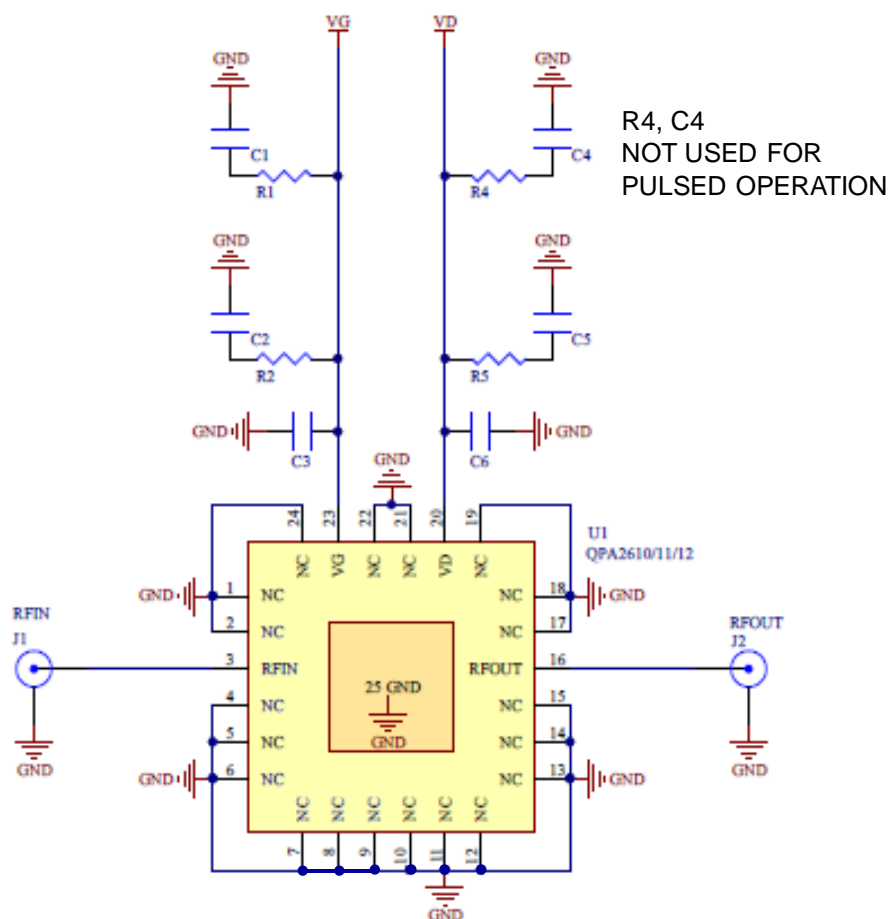 VG
VD
GND
GND
C1
R1
C4
R4
R4, C4
NOT USED FOR
PULSED OPERATION
GND
GND
C2
R2
C5
R5
GND
C3
GND
C6
GND
24
23
22
21
20
19
NC
VG
NC
NC
VD
NC
U1
QPA2610/11/12
GND
1
NC
NC
18
GND
2
NC
NC
17
RFIN
J1
3
RFIN
RFOUT
16
RFOUT
J2
25 GND
GND
4
NC
NC
15
5
NC
NC
14
GND
6
NC
NC
13
GND
GND
GND
NC
NC
NC
NC
NC
NC
7
8
9
10
11
12
GND